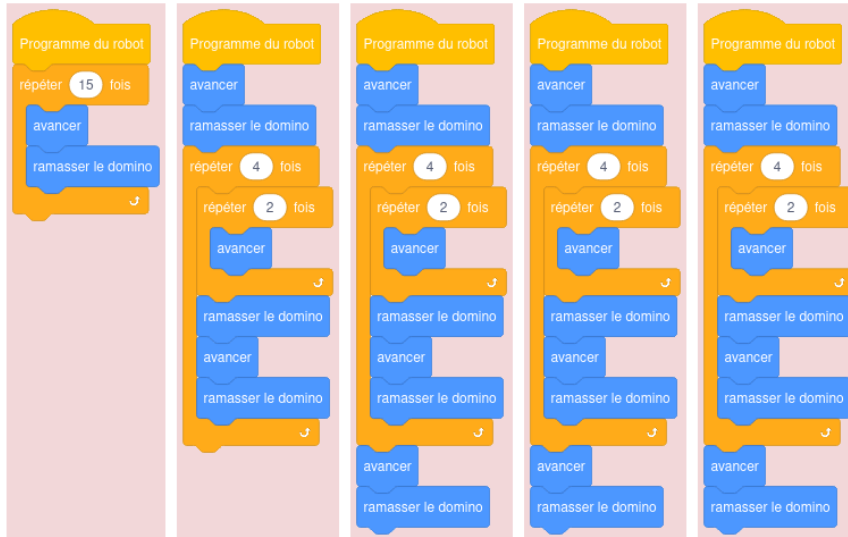 Programme du robot
répéter 15 fois
avancer
ramasser le domino
Programme du robot
avancer
ramasser le domino
répéter 4 fois
répéter 2 fois
avancer
ramasser le domino
avancer
ramasser le domino
Programme du robot
avancer
ramasser le domino
répéter 4 fois
répéter 2 fois
avancer
ramasser le domino
avancer
ramasser le domino
avancer
ramasser le domino
Programme du robot
avancer
ramasser le domino
répéter 4 fois
répéter 2 fois
avancer
ramasser le domino
avancer
ramasser le domino
avancer
ramasser le domino
Programme du robot
avancer
ramasser le domino
répéter 4 fois
répéter 2 fois
avancer
ramasser le domino
avancer
ramasser le domino
avancer
ramasser le domino